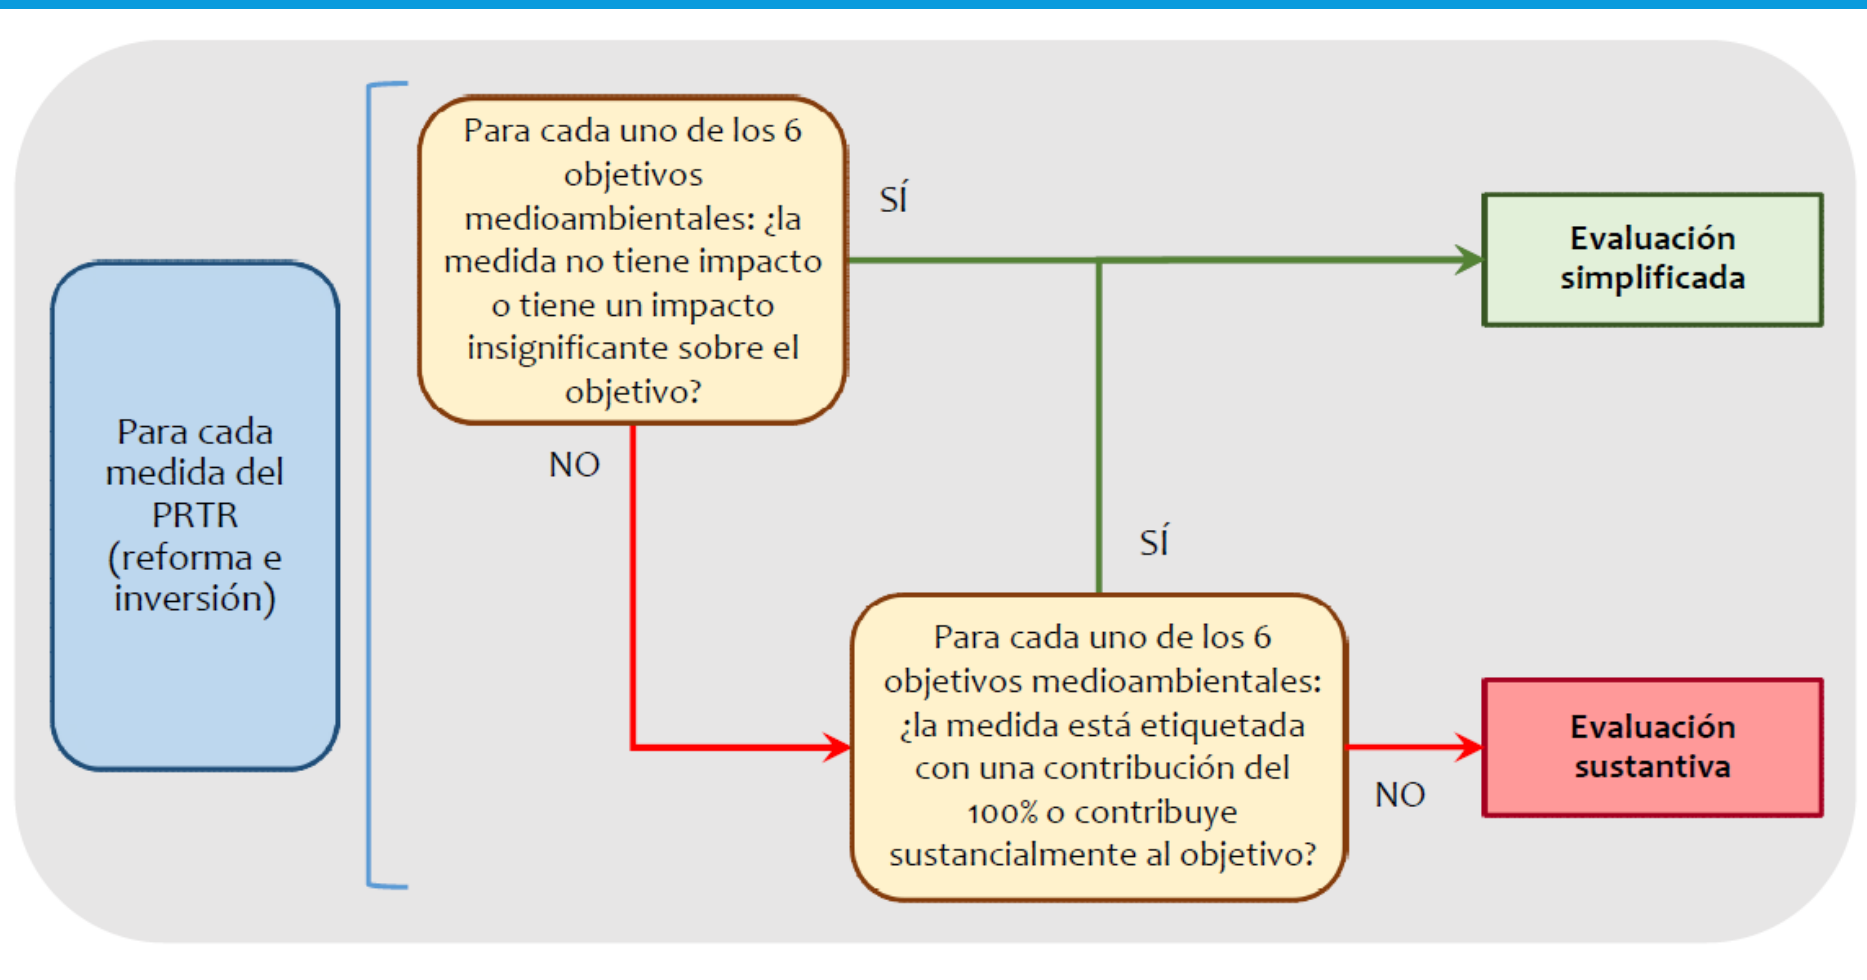 Para cada
medida del
PRTR
(reforma e
inversión)
Para cada uno de los 6
objetivos
medioambientales: ¿la
medida no tiene impacto
o tiene un impacto
insignificante sobre el
objetivo?
SÍ
Evaluación
simplificada
NO
SÍ
Para cada uno de los 6
objetivos medioambientales:
¿la medida está etiquetada
con una contribución del
100% o contribuye
sustancialmente al objetivo?
NO
Evaluación
sustantiva